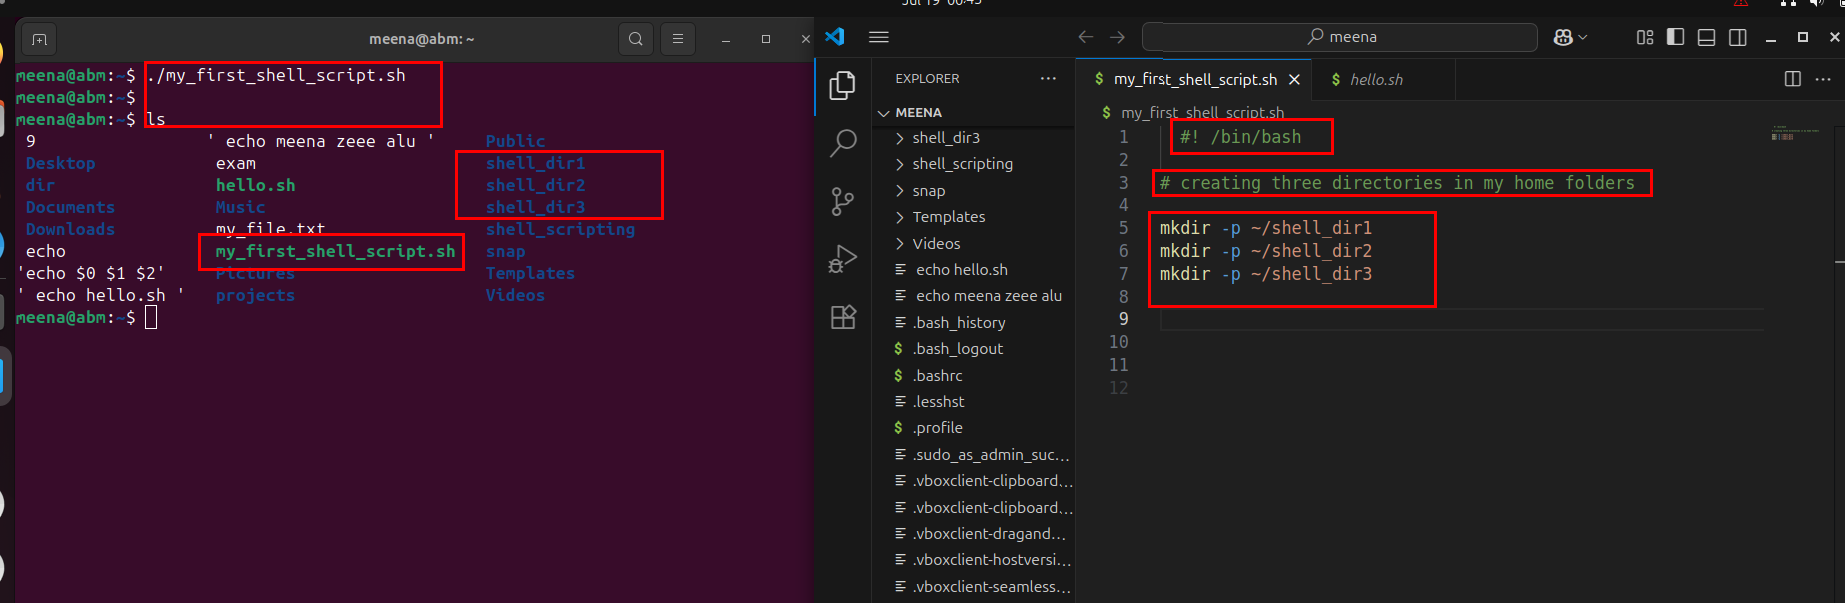 Jul 19 00:45
meena@abm: ~
meena@abm:~$ ./my_first_shell_script.sh
meena@abm:~$
meena@abm:~$ ls
9 ' echo meena zeee alu ' Public
Desktop exam shell_dir1
dir hello.sh shell_dir2
Documents Music shell_dir3
Downloads my_file.txt shell_scripting
echo my_first_shell_script.sh snap
'echo $0 $1 $2' Pictures Templates
' echo hello.sh ' projects Videos
meena@abm:~$
meena
EXPLORER
MEENA
shell_dir3
shell_scripting
snap
Templates
Videos
echo hello.sh
echo meena zeee alu
.bash_history
$ .bash_logout
$ .bashrc
.lesshst
$ .profile
.sudo_as_admin_suc...
.vboxclient-clipboard...
.vboxclient-clipboard...
.vboxclient-dragand...
.vboxclient-hostversi...
.vboxclient-seamless...
$ my_first_shell_script.sh
$ hello.sh
$ my_first_shell_script.sh
1 #! /bin/bash
2
3 # creating three directories in my home folders
4
5 mkdir -p ~/shell_dir1
6 mkdir -p ~/shell_dir2
7 mkdir -p ~/shell_dir3
8
9
10
11
12